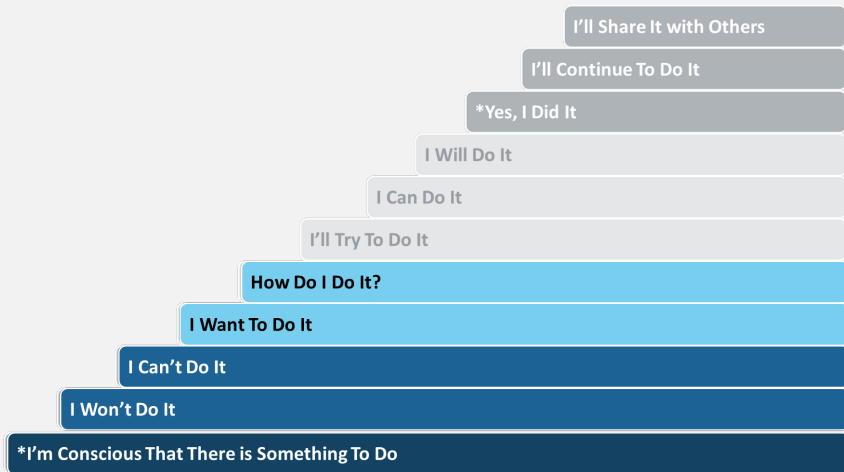 I'll Share It with Others
I'll Continue To Do It
*Yes, I Did It
I Will Do It
I Can Do It
I'll Try To Do It
How Do I Do It?
I Want To Do It
I Can't Do It
I Won't Do It
*I'm Conscious That There is Something To Do